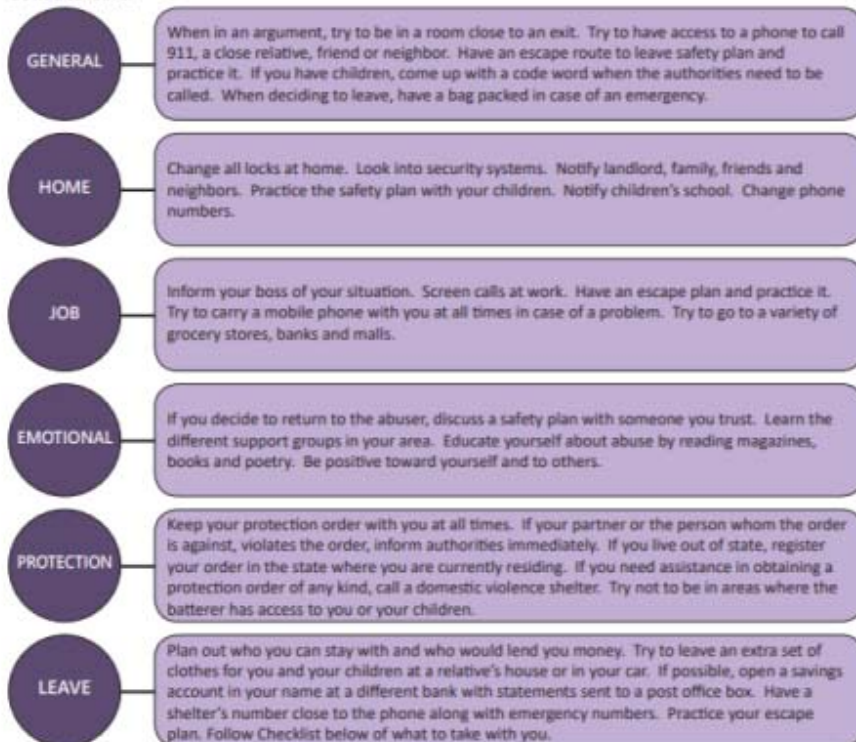 GENERAL
When in an argument, try to be in a room close to an exit. Try to have access to a phone to call
911, a close relative, friend or neighbor. Have an escape route to leave safety plan and
practice it. If you have children, come up with a code word when the authorities need to be
called. When deciding to leave, have a bag packed in case of an emergency.
HOME
Change all locks at home. Look into security systems. Notify landlord, family, friends and
neighbors. Practice the safety plan with your children. Notify children's school. Change phone
numbers.
JOB
Inform your boss of your situation. Screen calls at work. Have an escape plan and practice it.
Try to carry a mobile phone with you at all times in case of a problem. Try to go to a variety of
grocery stores, banks and malls.
EMOTIONAL
If you decide to return to the abuser, discuss a safety plan with someone you trust. Learn the
different support groups in your area. Educate yourself about abuse by reading magazines,
books and poetry. Be positive toward yourself and to others.
PROTECTION
Keep your protection order with you at all times. If your partner or the person whom the order
is against, violates the order, inform authorities immediately. If you live out of state, register
your order in the state where you are currently residing. If you need assistance in obtaining a
protection order of any kind, call a domestic violence shelter. Try not to be in areas where the
batterer has access to you or your children.
LEAVE
Plan out who you can stay with and who would lend you money. Try to leave an extra set of
clothes for you and your children at a relative's house or in your car. If possible, open a savings
account in your name at a different bank with statements sent to a post office box. Have a
shelter's number close to the phone along with emergency numbers. Practice your escape
plan. Follow Checklist below of what to take with you.